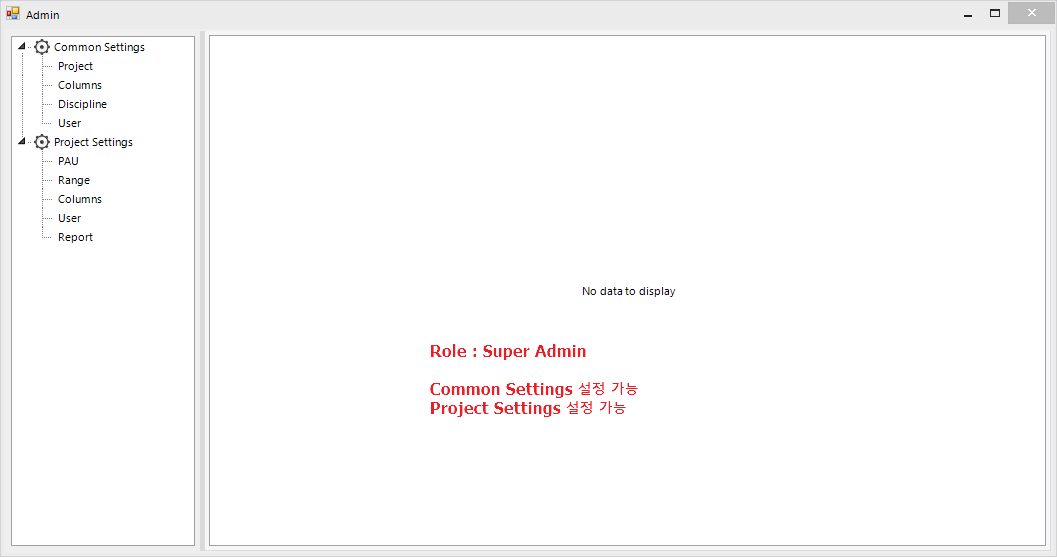 Admin
Common Settings
Project
Columns
Discipline
User
Project Settings
PAU
Range
Columns
User
Report
No data to display
Role : Super Admin
Common Settings 설정 가능
Project Settings 설정 가능